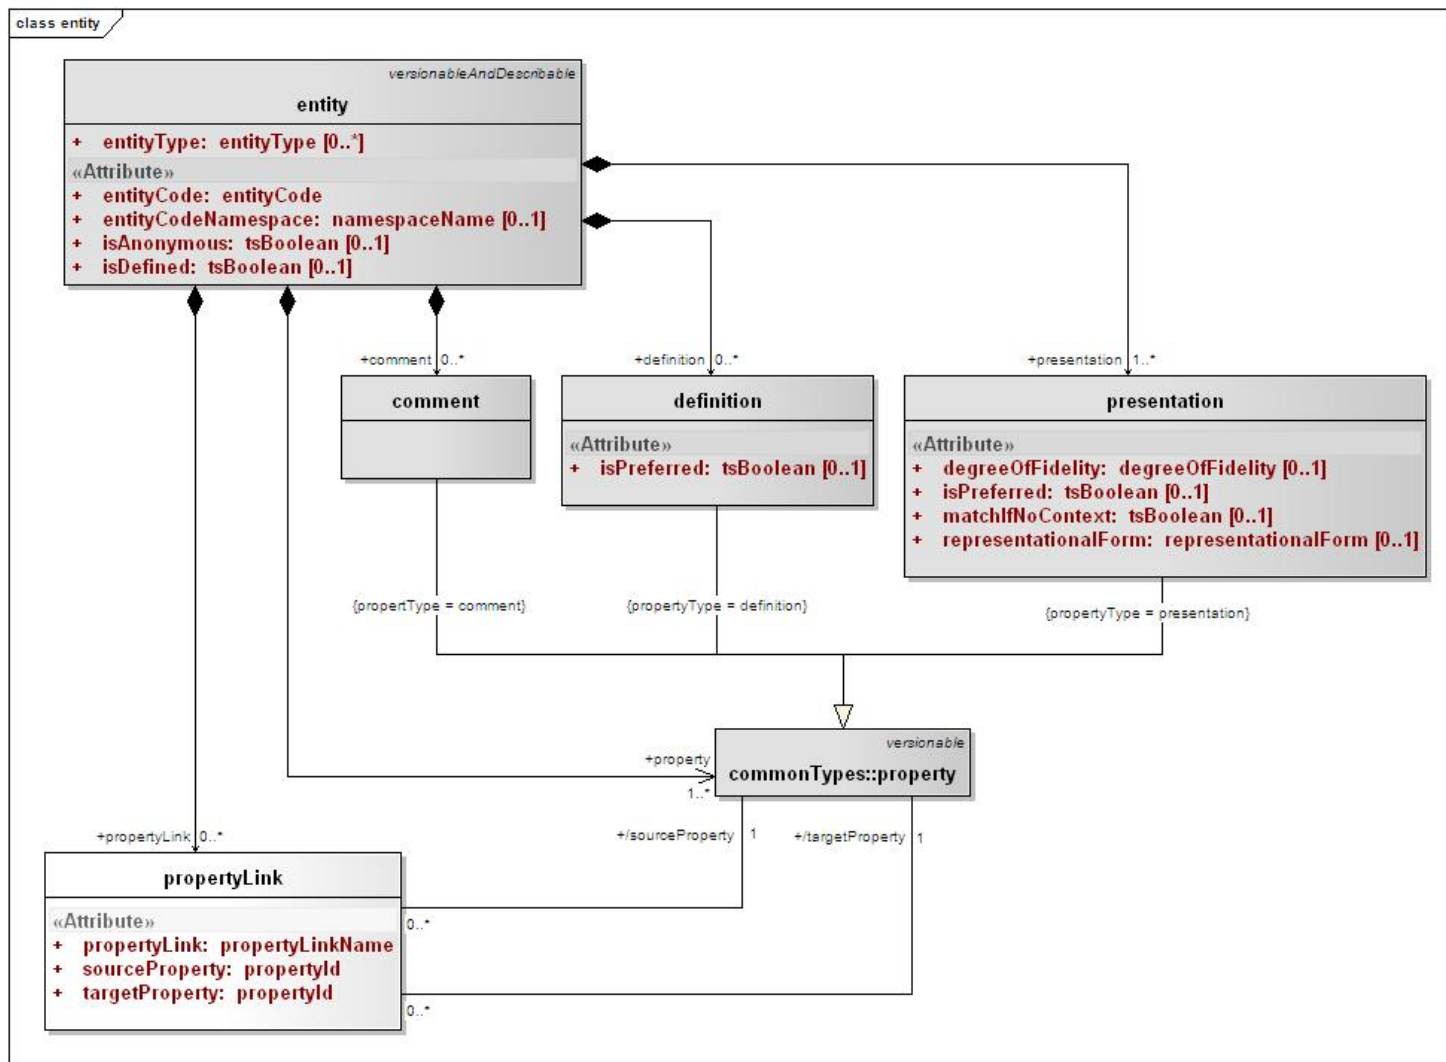 class entity
versionableAndDescribable
entity
+ entityType: entityType [0..*]
«Attribute»
+ entityCode: entityCode
+ entityCodeNamespace: namespaceName [0..1]
+ isAnonymous: tsBoolean [0..1]
+ isDefined: tsBoolean [0..1]
+comment 0..*
+definition 0..*
+presentation 1..*
comment
definition
«Attribute»
+ isPreferred: tsBoolean [0..1]
presentation
«Attribute»
+ degreeOfFidelity: degreeOfFidelity [0..1]
+ isPreferred: tsBoolean [0..1]
+ matchIfNoContext: tsBoolean [0..1]
+ representationalForm: representationalForm [0..1]
{propertType = comment}
{propertyType = definition}
{propertyType = presentation}
versionable
commonTypes::property
+property
1..*
+/sourceProperty 1
+/targetProperty 1
+propertyLink 0..*
propertyLink
«Attribute»
+ propertyLink: propertyLinkName
+ sourceProperty: propertyId
+ targetProperty: propertyId
0..*
0..*